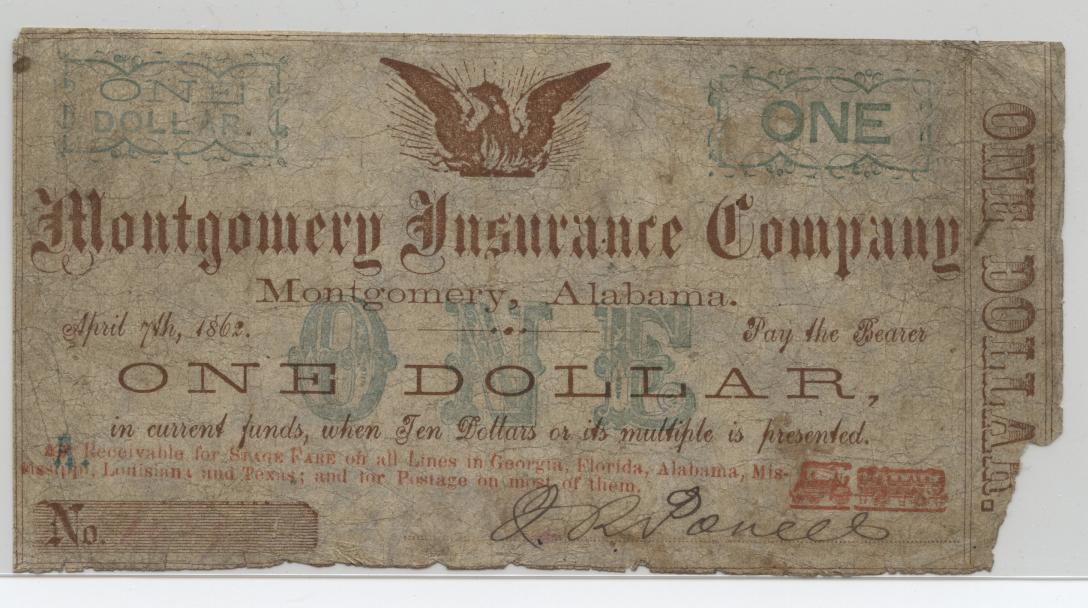 ONE
DOLLAR.
ONE
Montgomery Insurance Company
Montgomery, Alabama.
April 7th, 1862. Pay the Bearer
ONE
ONE DOLLAR,
in current funds, when Ten Dollars or its multiple is presented.
A.
Receivable for STAGE FARE on all Lines in Georgia, Florida, Alabama, Mis-
sissippi, Louisiana and Texas; and for Postage on most of them.
No.
R Powell
ONE DOLLAR.